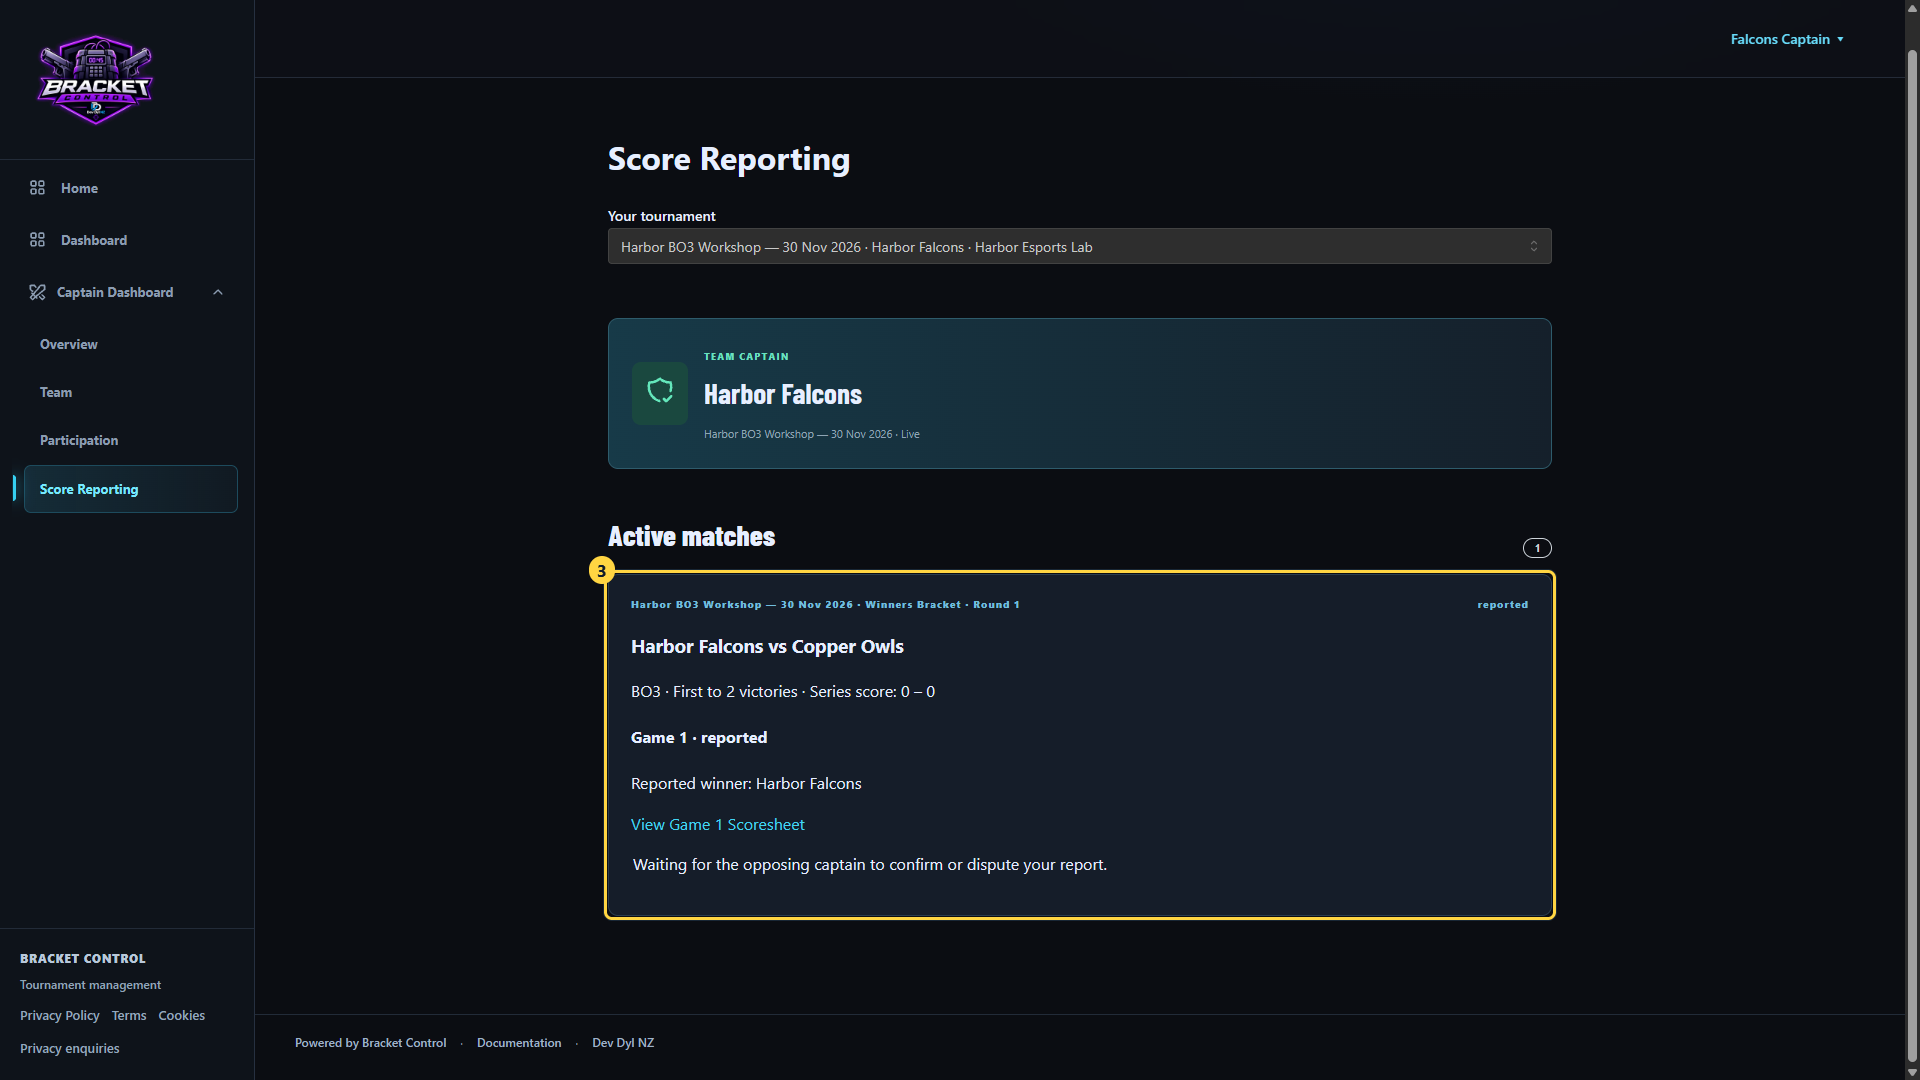 BRACKET
CONTROL
Home
Dashboard
Captain Dashboard
Overview
Team
Participation
Score Reporting
BRACKET CONTROL
Tournament management
Privacy Policy Terms Cookies
Privacy enquiries
Falcons Captain
Score Reporting
Your tournament
Harbor BO3 Workshop — 30 Nov 2026 · Harbor Falcons · Harbor Esports Lab
TEAM CAPTAIN
Harbor Falcons
Harbor BO3 Workshop — 30 Nov 2026 · Live
Active matches
1
3
Harbor BO3 Workshop — 30 Nov 2026 · Winners Bracket · Round 1
reported
Harbor Falcons vs Copper Owls
BO3 · First to 2 victories · Series score: 0 – 0
Game 1 · reported
Reported winner: Harbor Falcons
View Game 1 Scoresheet
Waiting for the opposing captain to confirm or dispute your report.
Powered by Bracket Control · Documentation · Dev Dyl NZ